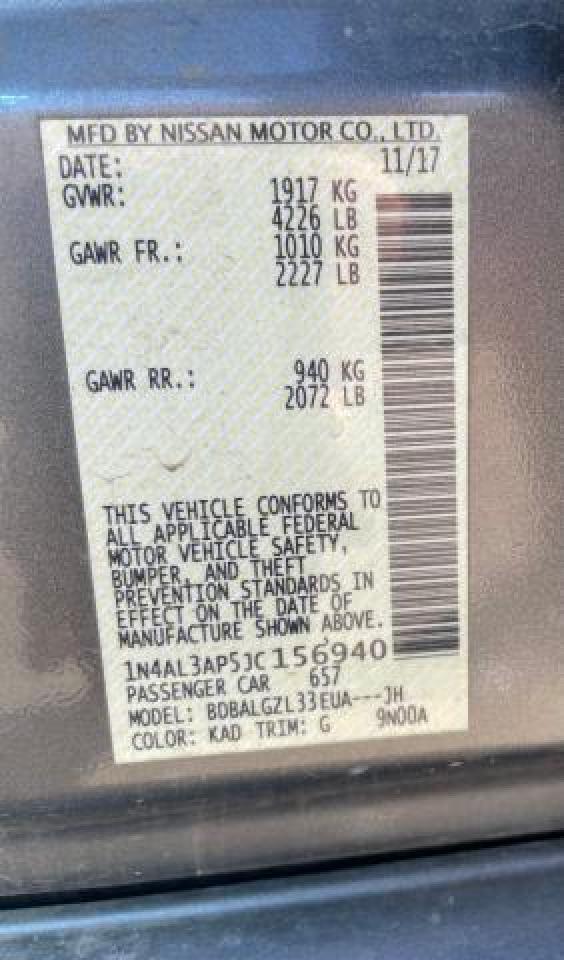 MFD BY NISSAN MOTOR CO., LTD.
DATE: 11/17
GVWR: 1917 KG
4226 LB
GAWR FR.: 1010 KG
2227 LB
GAWR RR.: 940 KG
2072 LB
THIS VEHICLE CONFORMS TO
ALL APPLICABLE FEDERAL
MOTOR VEHICLE SAFETY,
BUMPER, AND THEFT
PREVENTION STANDARDS IN
EFFECT ON THE DATE OF
MANUFACTURE SHOWN ABOVE.
1N4AL3AP5JC156940
PASSENGER CAR 657
MODEL: BDBALGZL33EUA---JH
COLOR: KAD TRIM: G 9N00A